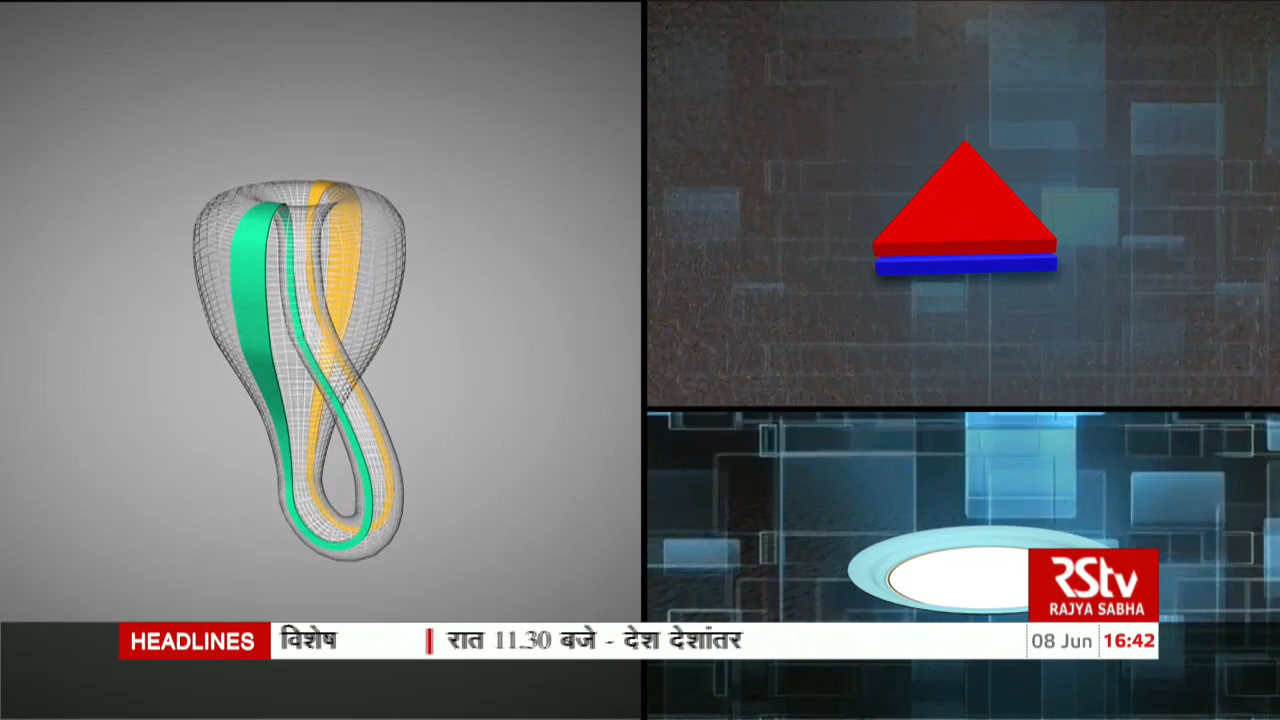 RStv
RAJYA SABHA
HEADLINES विशेष | रात 11.30 बजे - देश देशांतर 08 Jun 16:42